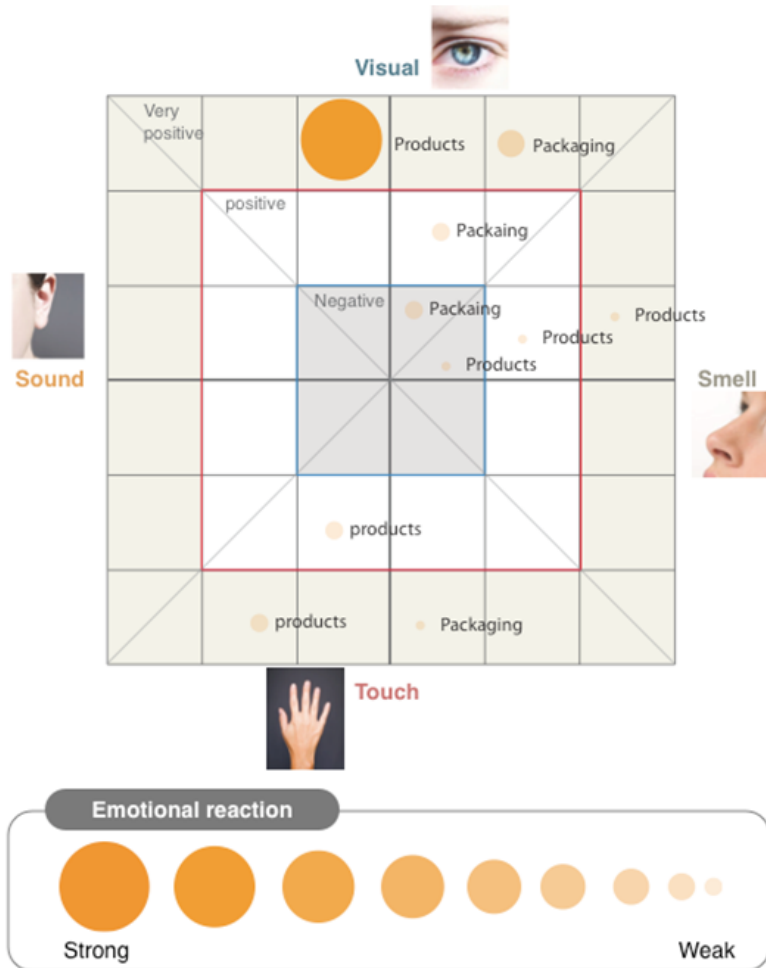 Visual
Very
positive
Products
Packaging
positive
Packaing
Negative
Packaing
Products
Products
Products
Sound
Smell
products
products
Packaging
Touch
Emotional reaction
Strong
Weak